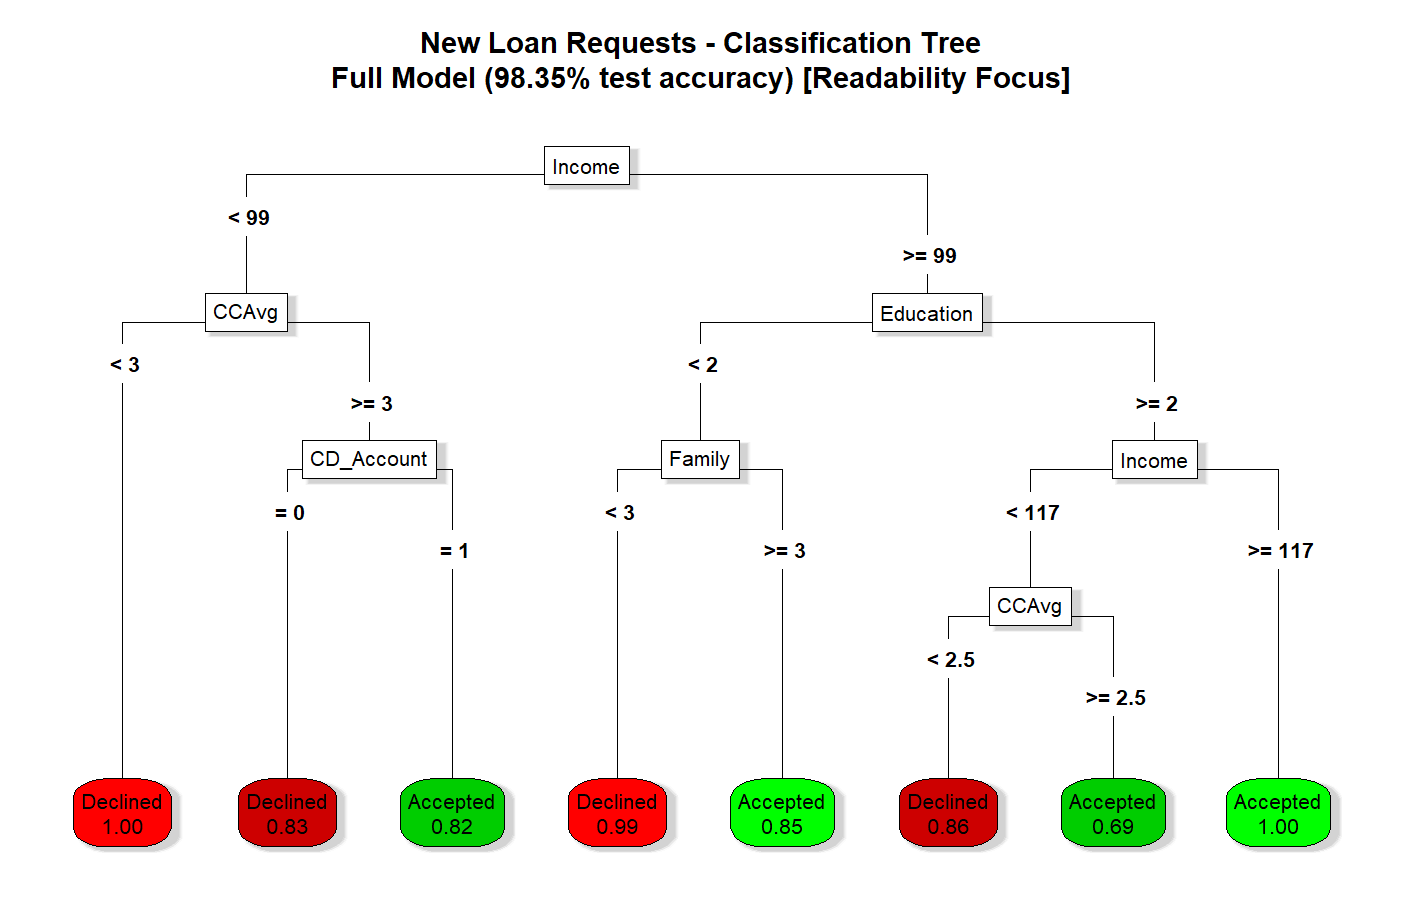 New Loan Requests - Classification Tree
Full Model (98.35% test accuracy) [Readability Focus]
Income
< 99
>= 99
CCAvg
Education
< 3
>= 3
< 2
>= 2
CD_Account
Family
Income
= 0
= 1
< 3
>= 3
< 117
>= 117
CCAvg
< 2.5
>= 2.5
Declined
1.00
Declined
0.83
Accepted
0.82
Declined
0.99
Accepted
0.85
Declined
0.86
Accepted
0.69
Accepted
1.00